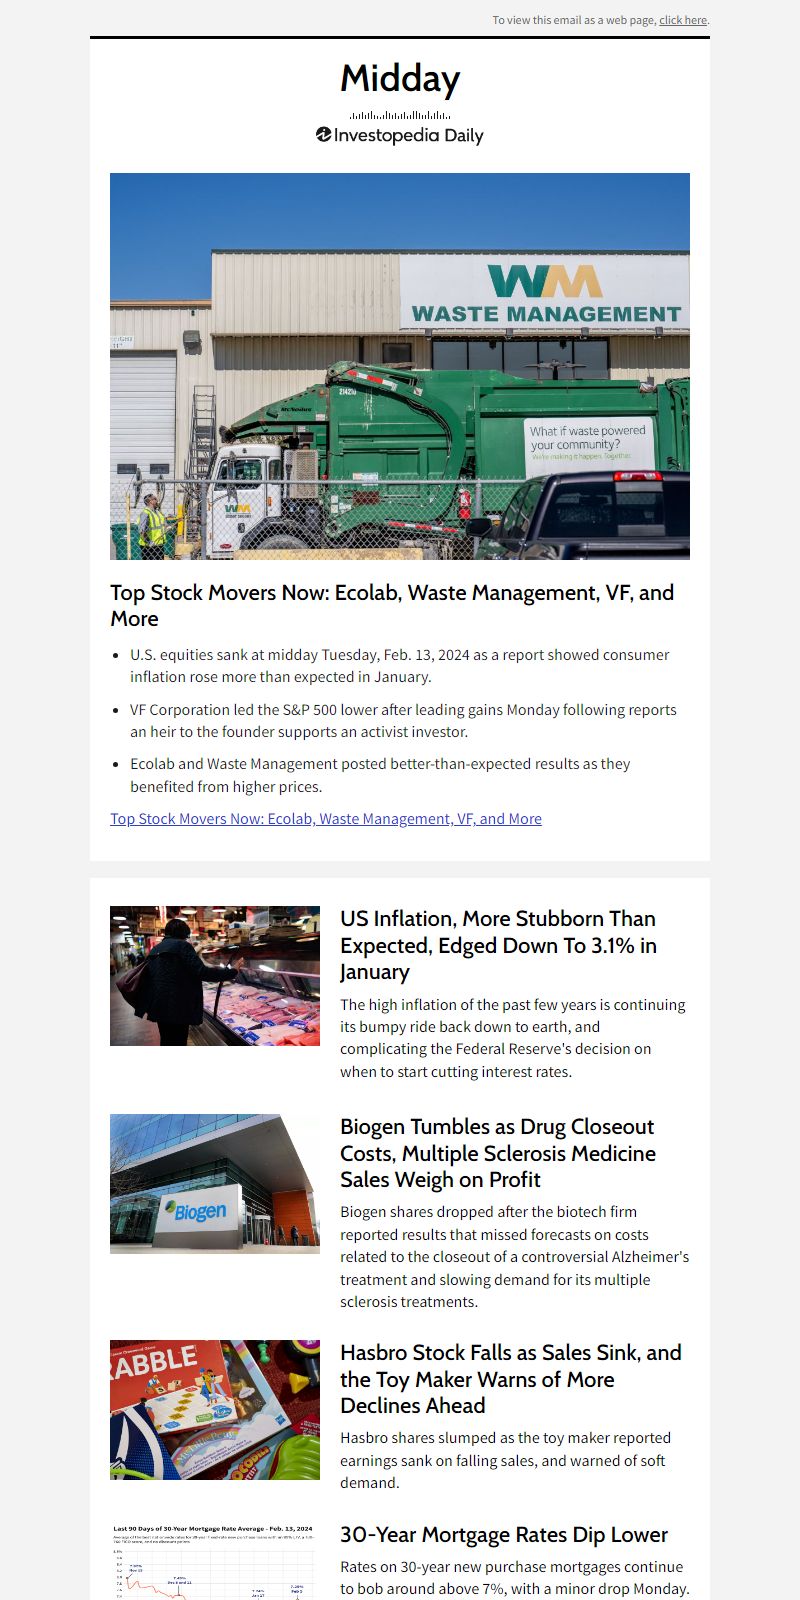 To view this email as a web page, click here.
Midday
Investopedia Daily
WM
WASTE MANAGEMENT
214210
McNeilus
What if waste powered
your community?
We're making it happen. Together.
WM
Top Stock Movers Now: Ecolab, Waste Management, VF, and
More
• U.S. equities sank at midday Tuesday, Feb. 13, 2024 as a report showed consumer
inflation rose more than expected in January.
• VF Corporation led the S&P 500 lower after leading gains Monday following reports
an heir to the founder supports an activist investor.
• Ecolab and Waste Management posted better-than-expected results as they
benefited from higher prices.
Top Stock Movers Now: Ecolab, Waste Management, VF, and More
US Inflation, More Stubborn Than
Expected, Edged Down To 3.1% in
January
The high inflation of the past few years is continuing
its bumpy ride back down to earth, and
complicating the Federal Reserve's decision on
when to start cutting interest rates.
Biogen
Biogen Tumbles as Drug Closeout
Costs, Multiple Sclerosis Medicine
Sales Weigh on Profit
Biogen shares dropped after the biotech firm
reported results that missed forecasts on costs
related to the closeout of a controversial Alzheimer's
treatment and slowing demand for its multiple
sclerosis treatments.
RABBLE
Hasbro Stock Falls as Sales Sink, and
the Toy Maker Warns of More
Declines Ahead
Hasbro shares slumped as the toy maker reported
earnings sank on falling sales, and warned of soft
demand.
Last 90 Days of 30-Year Mortgage Rate Average - Feb. 13, 2024
30-Year Mortgage Rates Dip Lower
Rates on 30-year new purchase mortgages continue
to bob around above 7%, with a minor drop Monday.